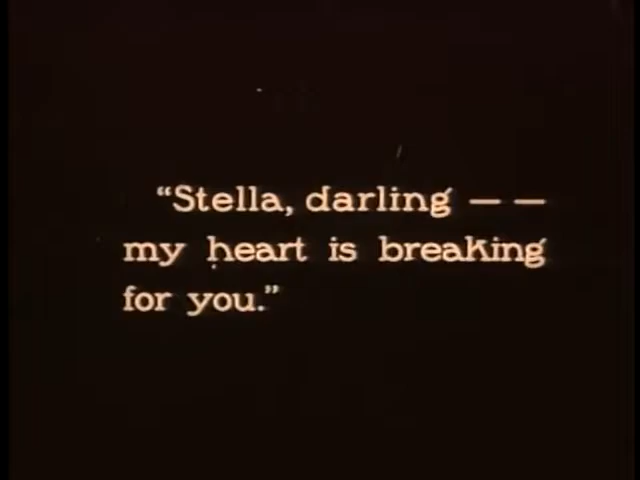 “Stella, darling — —
my heart is breaking
for you.”